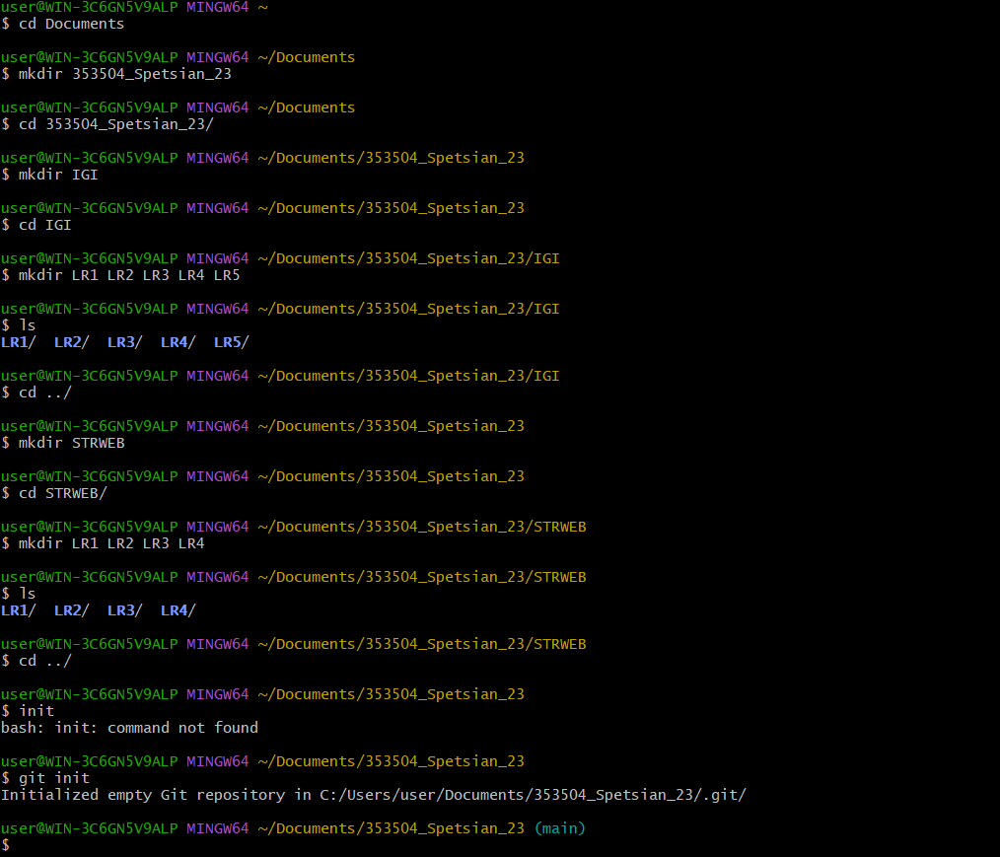 user@WIN-3C6GN5V9ALP MINGW64 ~
$ cd Documents
user@WIN-3C6GN5V9ALP MINGW64 ~/Documents
$ mkdir 353504_Spetsian_23
user@WIN-3C6GN5V9ALP MINGW64 ~/Documents
$ cd 353504_Spetsian_23/
user@WIN-3C6GN5V9ALP MINGW64 ~/Documents/353504_Spetsian_23
$ mkdir IGI
user@WIN-3C6GN5V9ALP MINGW64 ~/Documents/353504_Spetsian_23
$ cd IGI
user@WIN-3C6GN5V9ALP MINGW64 ~/Documents/353504_Spetsian_23/IGI
$ mkdir LR1 LR2 LR3 LR4 LR5
user@WIN-3C6GN5V9ALP MINGW64 ~/Documents/353504_Spetsian_23/IGI
$ ls
LR1/  LR2/  LR3/  LR4/  LR5/
user@WIN-3C6GN5V9ALP MINGW64 ~/Documents/353504_Spetsian_23/IGI
$ cd ../
user@WIN-3C6GN5V9ALP MINGW64 ~/Documents/353504_Spetsian_23
$ mkdir STRWEB
user@WIN-3C6GN5V9ALP MINGW64 ~/Documents/353504_Spetsian_23
$ cd STRWEB/
user@WIN-3C6GN5V9ALP MINGW64 ~/Documents/353504_Spetsian_23/STRWEB
$ mkdir LR1 LR2 LR3 LR4
user@WIN-3C6GN5V9ALP MINGW64 ~/Documents/353504_Spetsian_23/STRWEB
$ ls
LR1/  LR2/  LR3/  LR4/
user@WIN-3C6GN5V9ALP MINGW64 ~/Documents/353504_Spetsian_23/STRWEB
$ cd ../
user@WIN-3C6GN5V9ALP MINGW64 ~/Documents/353504_Spetsian_23
$ init
bash: init: command not found
user@WIN-3C6GN5V9ALP MINGW64 ~/Documents/353504_Spetsian_23
$ git init
Initialized empty Git repository in C:/Users/user/Documents/353504_Spetsian_23/.git/
user@WIN-3C6GN5V9ALP MINGW64 ~/Documents/353504_Spetsian_23 (main)
$